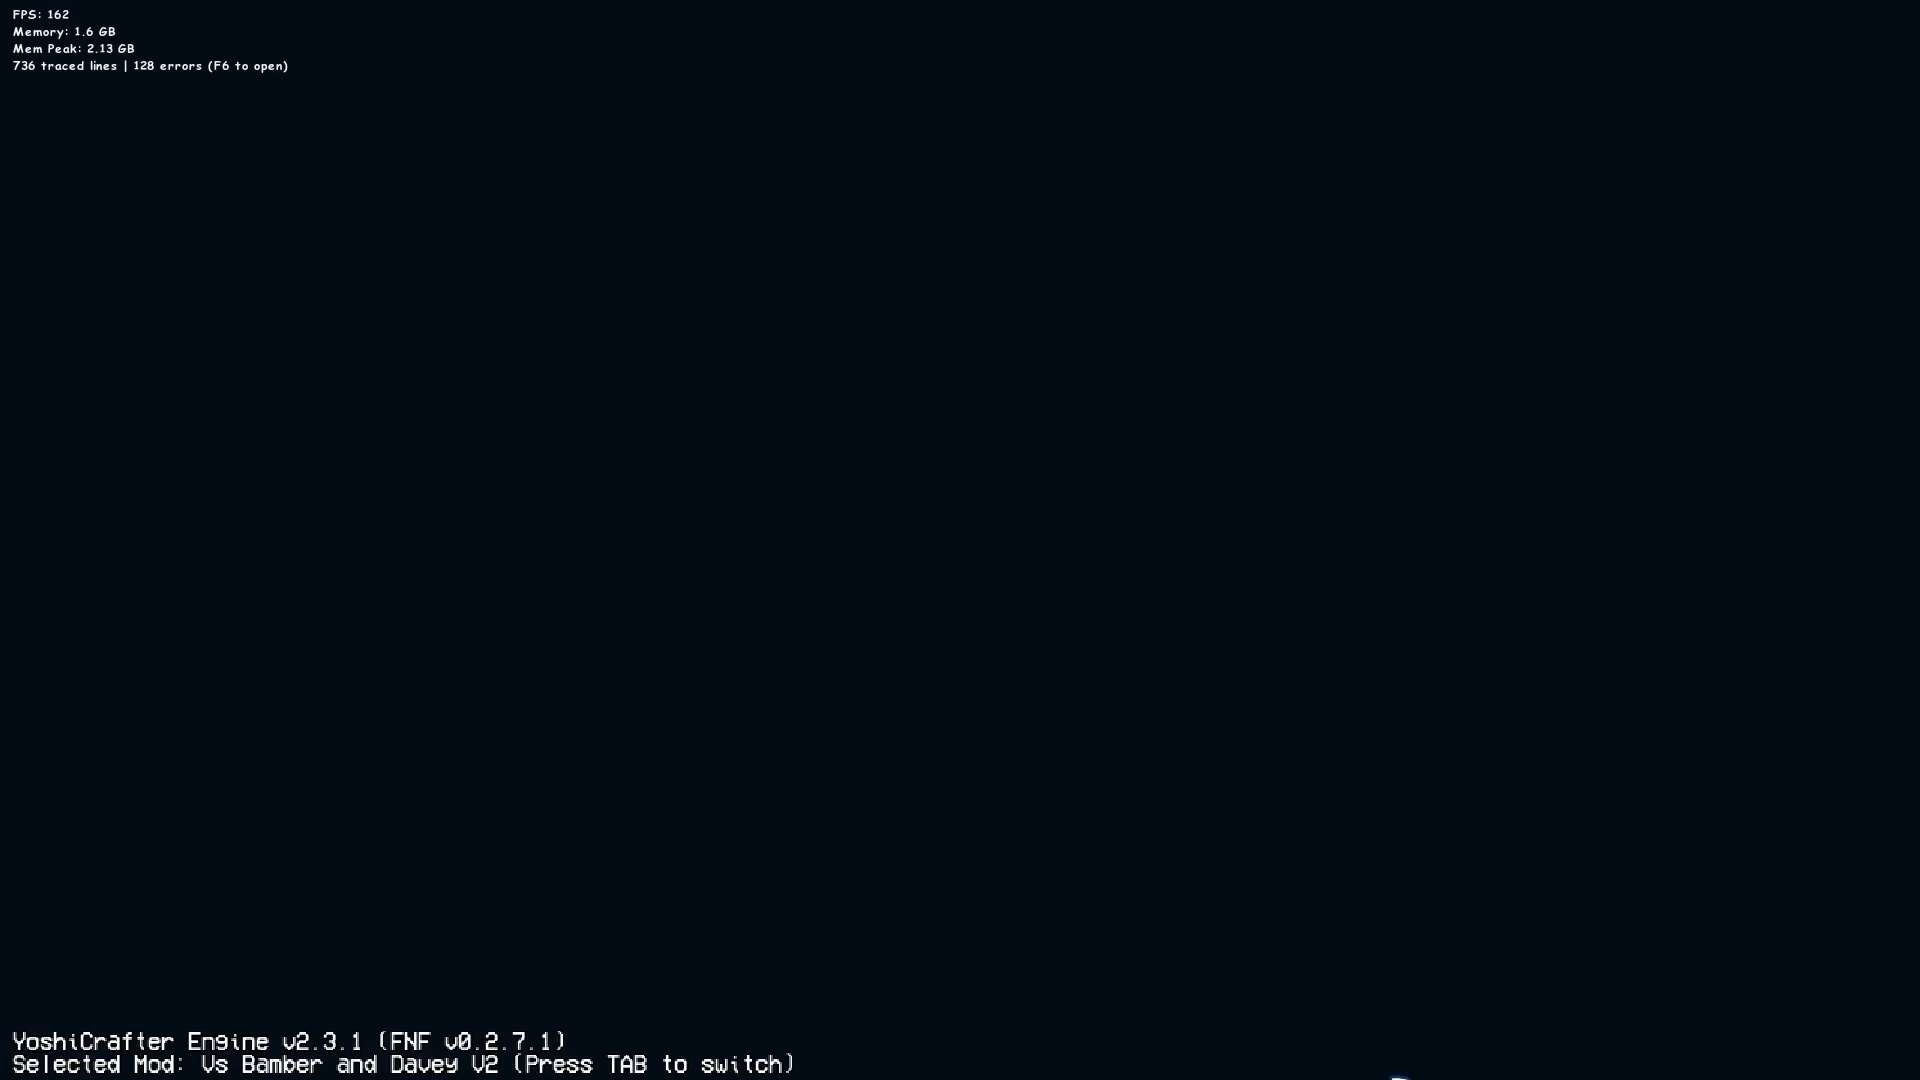 FPS: 162
Memory: 1.6 GB
Mem Peak: 2.13 GB
736 traced lines | 128 errors (F6 to open)
YoshiCrafter Engine v2.3.1 (FNF v0.2.7.1)
Selected Mod: Vs Bamber and Davey V2 (Press TAB to switch)